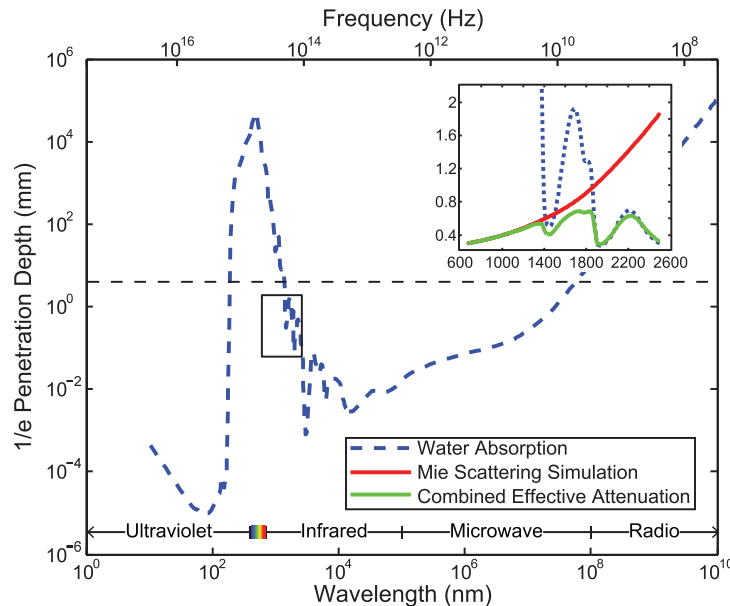 Frequency (Hz)
10^16 10^14 10^12 10^10 10^8
10^6
10^4
10^2
10^0
10^-2
10^-4
10^-6
1/e Penetration Depth (mm)
2
1.6
1.2
0.8
0.4
600 1000 1400 1800 2200 2600
Water Absorption
Mie Scattering Simulation
Combined Effective Attenuation
Ultraviolet Infrared Microwave Radio
10^0 10^2 10^4 10^6 10^8 10^10
Wavelength (nm)